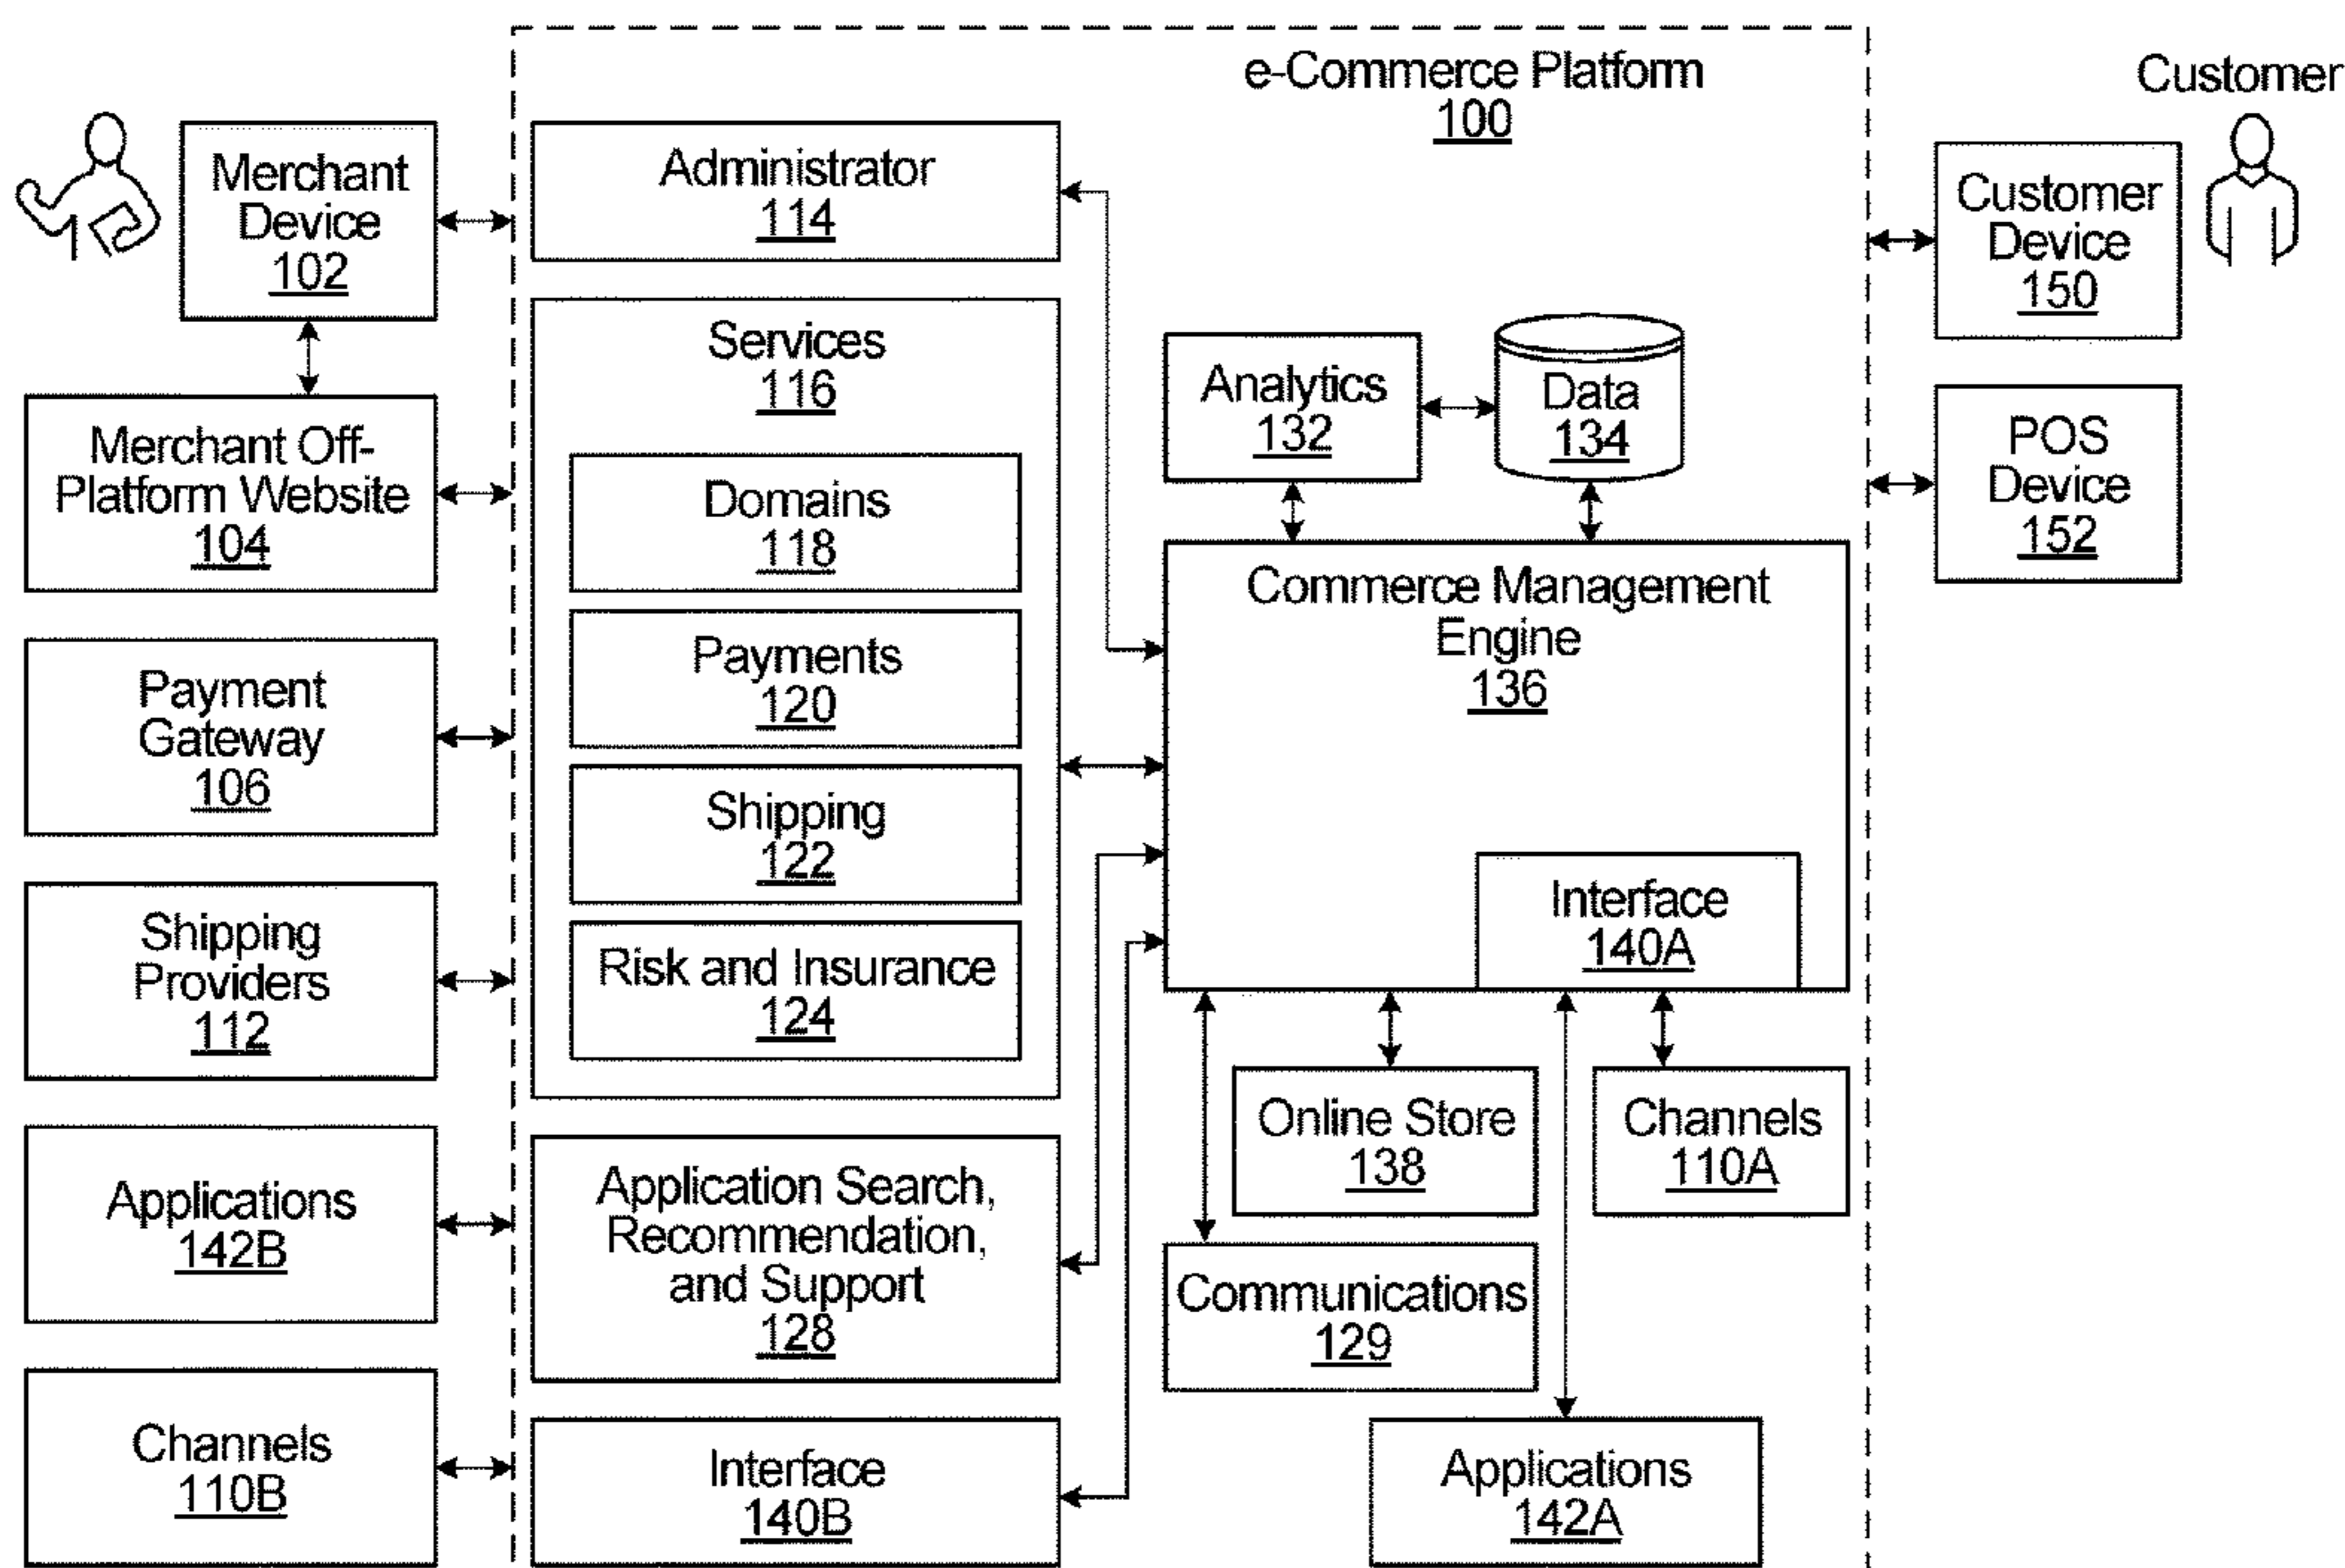 e-Commerce Platform
100
Customer
Merchant
Device
102
Administrator
114
Customer
Device
150
Services
116
Analytics
132
Data
134
Merchant Off-
Platform Website
104
POS
Device
152
Domains
118
Commerce Management
Engine
136
Payments
120
Payment
Gateway
106
Shipping
122
Interface
140A
Shipping
Providers
112
Risk and Insurance
124
Online Store
138
Channels
110A
Applications
142B
Application Search,
Recommendation,
and Support
128
Communications
129
Channels
110B
Interface
140B
Applications
142A